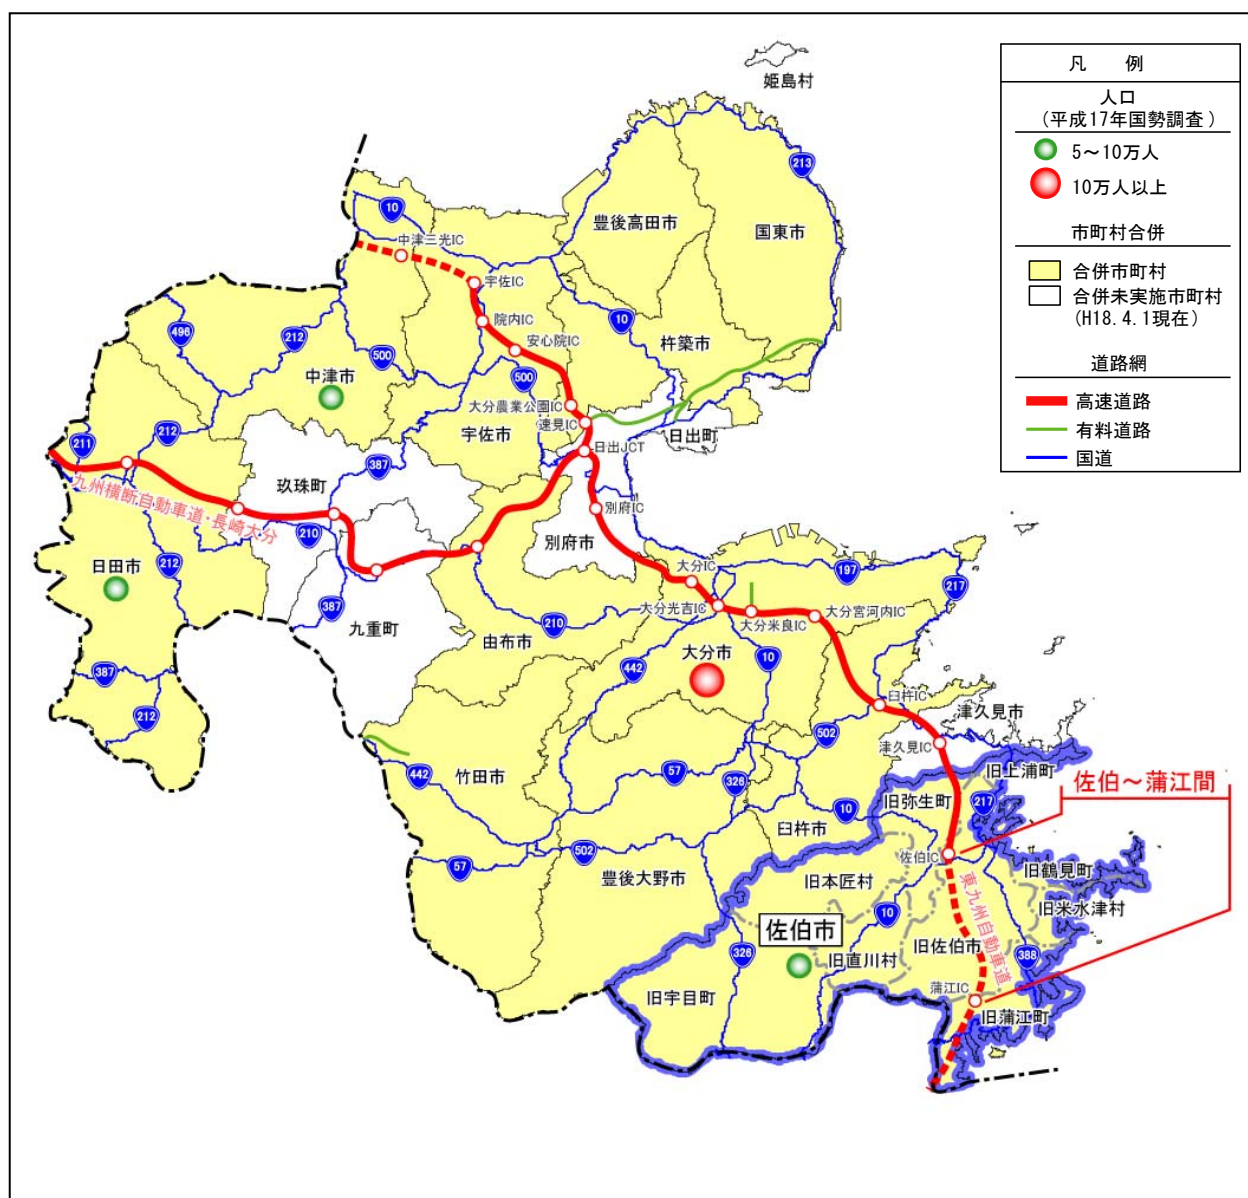 凡 例
人口
(平成17年国勢調査)
5～10万人
10万人以上
市町村合併
合併市町村
合併未実施市町村
(H18.4.1現在)
道路網
高速道路
有料道路
国道
姫島村
213
10
豊後高田市
国東市
中津三光IC
宇佐IC
院内IC
10
496
212
500
安心院IC
杵築市
中津市
500
大分農業公園IC
速見IC
宇佐市
日出町
211
212
387
日出JCT
玖珠町
九州横断自動車道・長崎大分
210
別府IC
別府市
日田市
212
大分IC
197
217
387
九重町
210
大分光吉IC
大分米良IC
大分宮河内IC
由布市
442
大分市
10
387
212
臼杵IC
津久見市
502
津久見IC
442
竹田市
57
326
旧上浦町
佐伯～蒲江間
旧弥生町
217
10
臼杵市
佐伯IC
57
502
豊後大野市
旧本匠村
旧鶴見町
旧米水津村
東九州自動車道
10
佐伯市
旧佐伯市
326
旧直川村
388
旧宇目町
蒲江IC
旧蒲江町